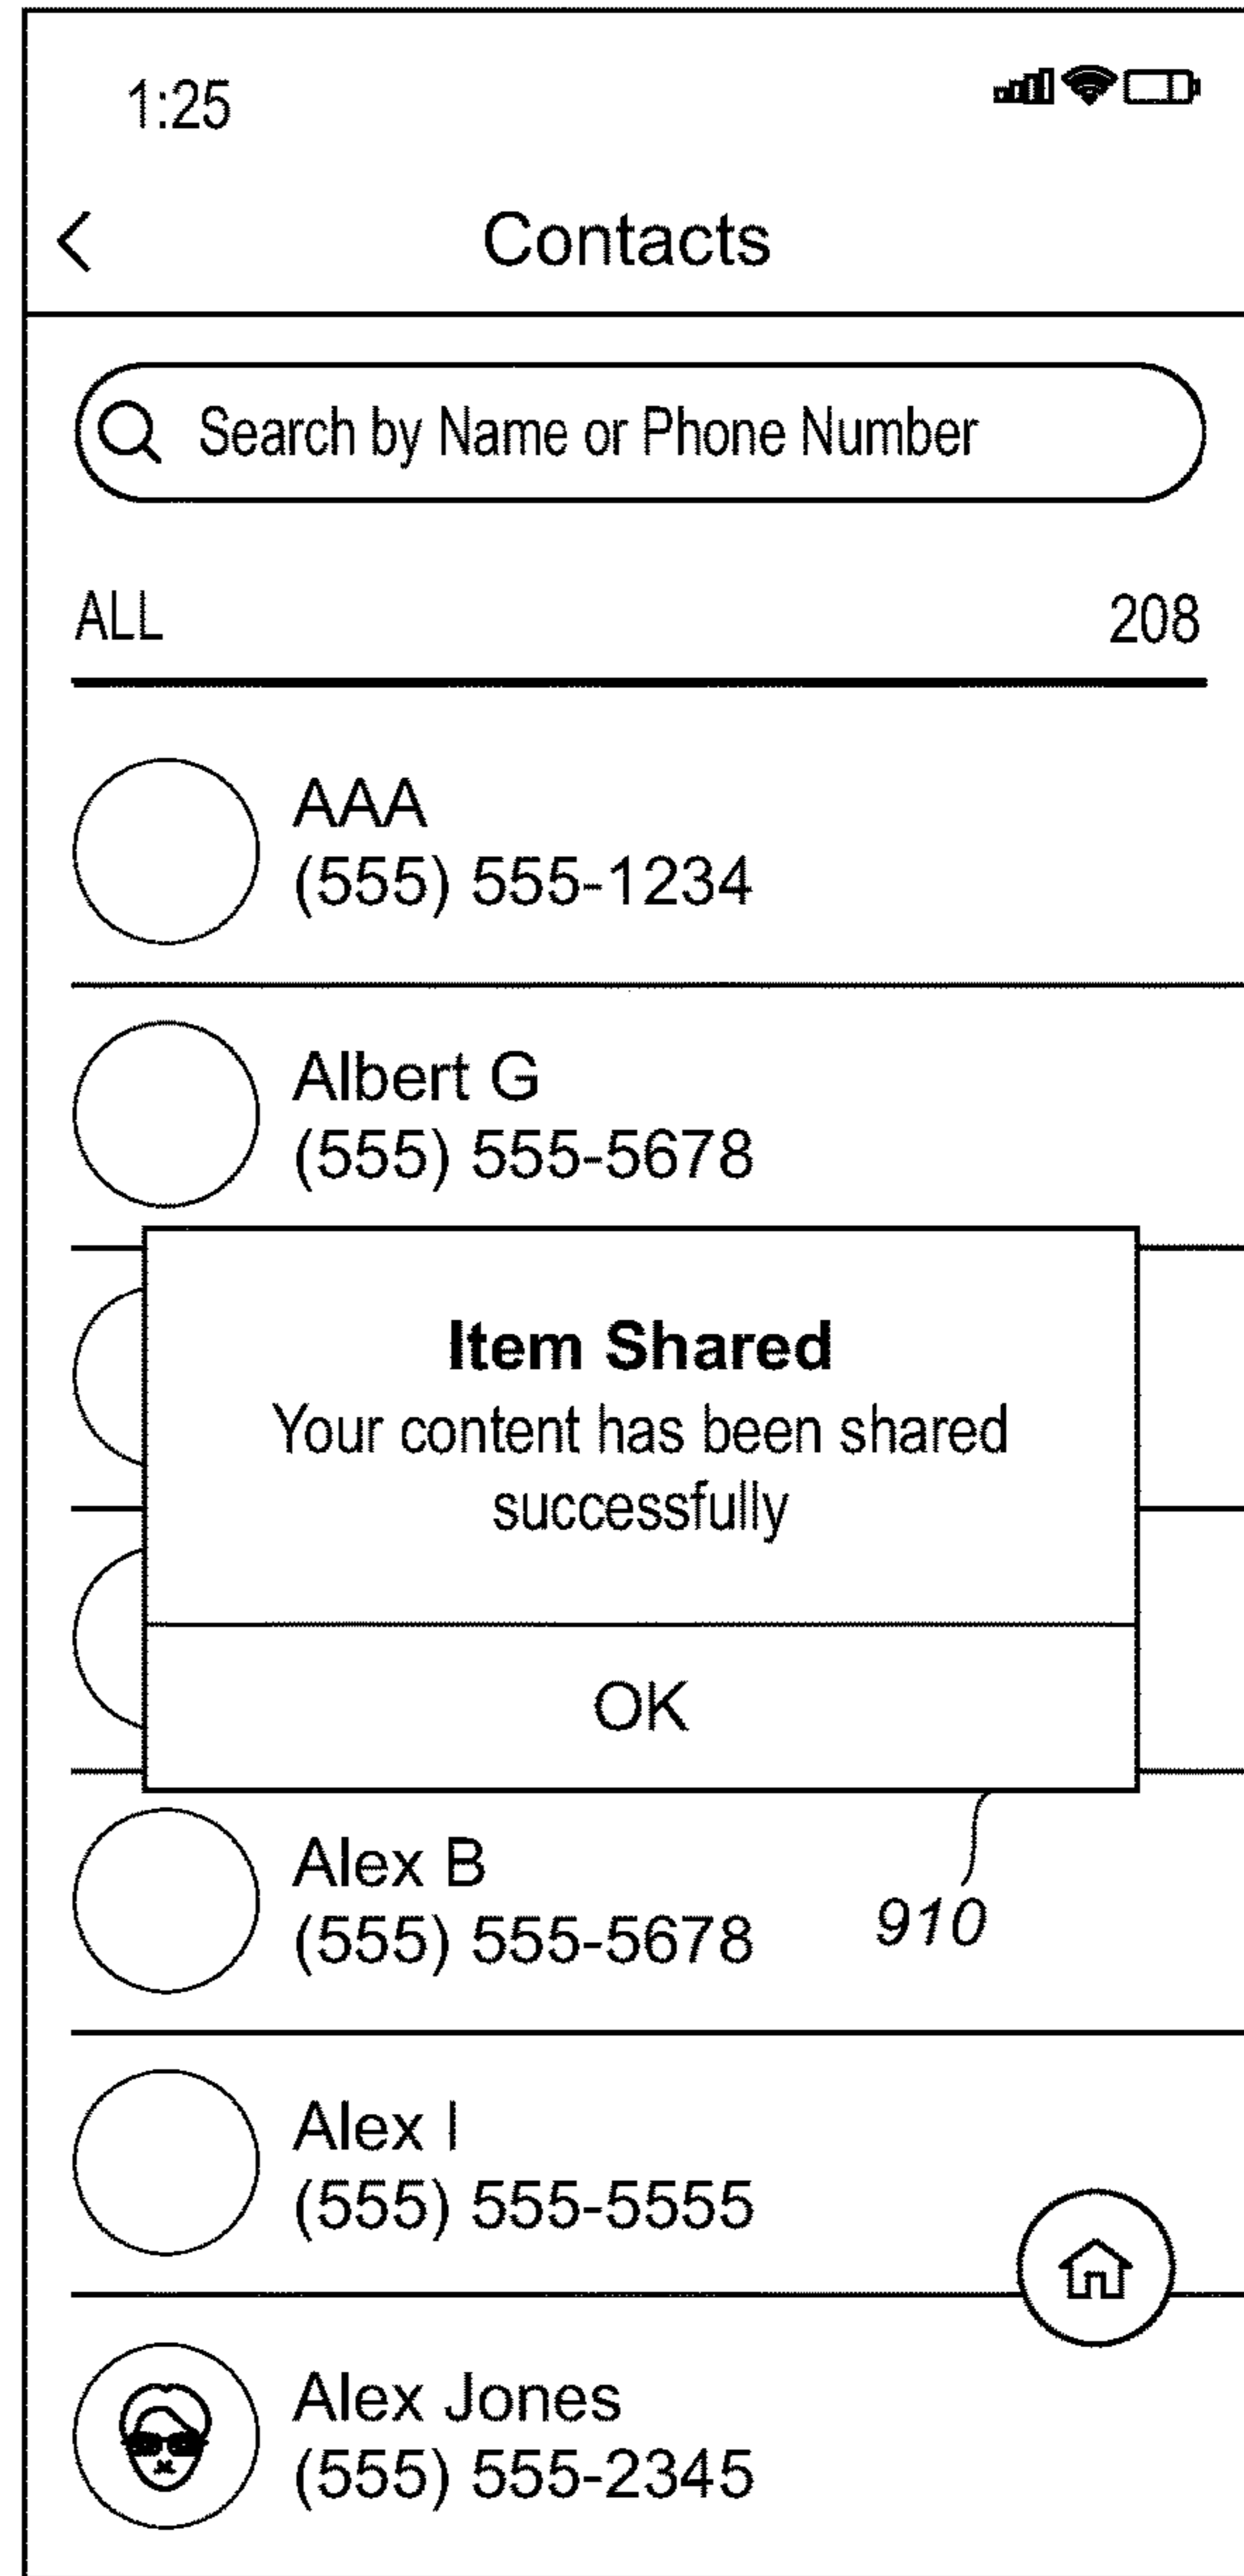 1:25
Contacts
Search by Name or Phone Number
ALL 208
AAA
(555) 555-1234
Albert G
(555) 555-5678
Item Shared
Your content has been shared
successfully
OK
Alex B
(555) 555-5678
910
Alex I
(555) 555-5555
Alex Jones
(555) 555-2345